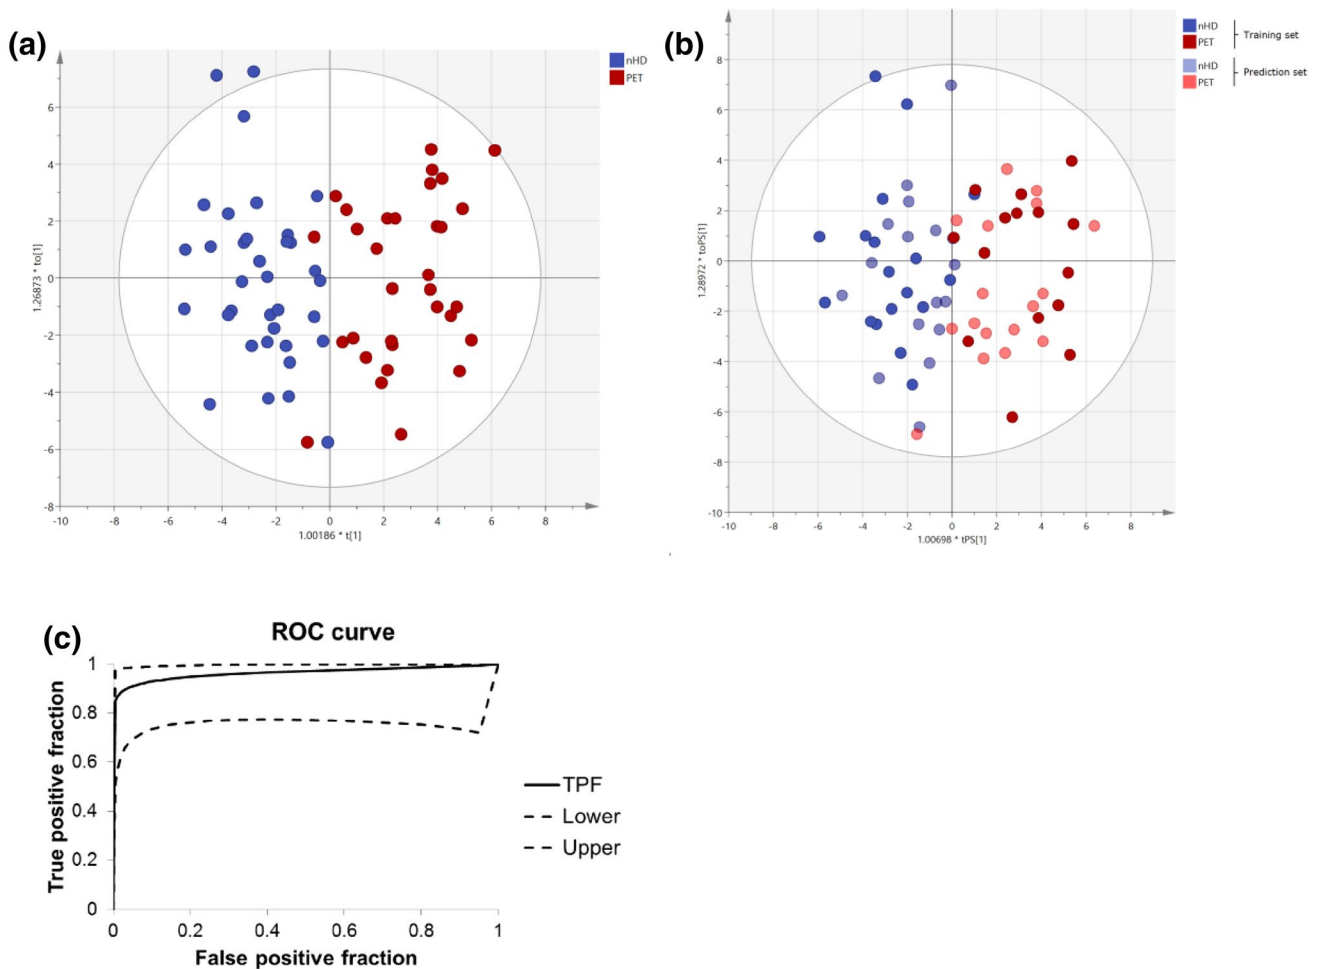 (a)
nHD
PET
6
4
2
0
-2
-4
-6
-8
-10 -8 -6 -4 -2 0 2 4 6 8
1.26873 * to[1]
1.00186 * t[1]
(b)
nHD
PET
Training set
nHD
PET
Prediction set
8
6
4
2
0
-2
-4
-6
-8
-10
-10 -8 -6 -4 -2 0 2 4 6 8
1.28972 * toPS[1]
1.00698 * tPS[1]
(c)
ROC curve
1
0.8
0.6
0.4
0.2
0
0 0.2 0.4 0.6 0.8 1
True positive fraction
False positive fraction
TPF
Lower
Upper